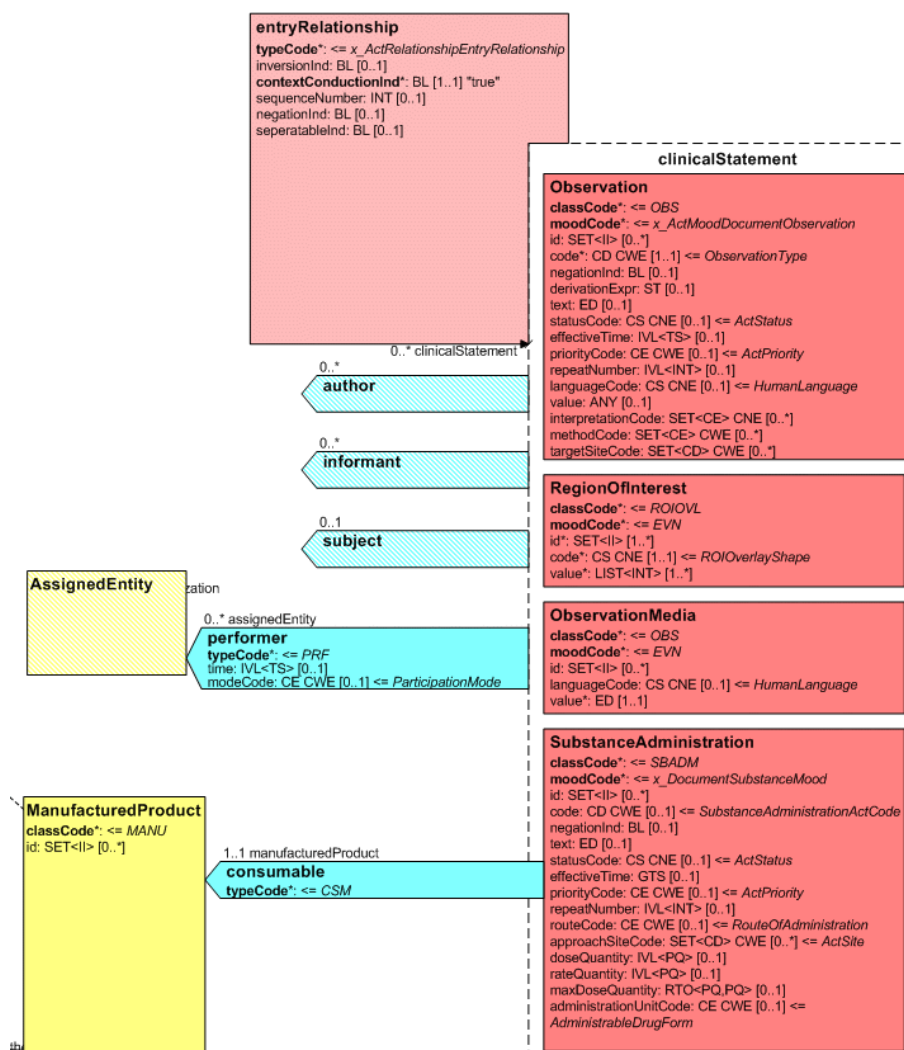 entryRelationship
typeCode*: <= x_ActRelationshipEntryRelationship
inversionInd: BL [0..1]
contextConductionInd*: BL [1..1] "true"
sequenceNumber: INT [0..1]
negationInd: BL [0..1]
seperatableInd: BL [0..1]
clinicalStatement
Observation
classCode*: <= OBS
moodCode*: <= x_ActMoodDocumentObservation
id: SET<II> [0..*]
code*: CD CWE [1..1] <= ObservationType
negationInd: BL [0..1]
derivationExpr: ST [0..1]
text: ED [0..1]
statusCode: CS CNE [0..1] <= ActStatus
effectiveTime: IVL<TS> [0..1]
priorityCode: CE CWE [0..1] <= ActPriority
repeatNumber: IVL<INT> [0..1]
languageCode: CS CNE [0..1] <= HumanLanguage
value: ANY [0..1]
interpretationCode: SET<CE> CNE [0..*]
methodCode: SET<CE> CWE [0..*]
targetSiteCode: SET<CD> CWE [0..*]
0..* clinicalStatement
0..*
author
0..*
informant
0..1
subject
RegionOfInterest
classCode*: <= ROIOVL
moodCode*: <= EVN
id*: SET<II> [1..*]
code*: CS CNE [1..1] <= ROIOverlayShape
value*: LIST<INT> [1..*]
AssignedEntity
zation
0..* assignedEntity
performer
typeCode*: <= PRF
time: IVL<TS> [0..1]
modeCode: CE CWE [0..1] <= ParticipationMode
ObservationMedia
classCode*: <= OBS
moodCode*: <= EVN
id: SET<II> [0..*]
languageCode: CS CNE [0..1] <= HumanLanguage
value*: ED [1..1]
SubstanceAdministration
classCode*: <= SBADM
moodCode*: <= x_DocumentSubstanceMood
id: SET<II> [0..*]
code: CD CWE [0..1] <= SubstanceAdministrationActCode
negationInd: BL [0..1]
text: ED [0..1]
statusCode: CS CNE [0..1] <= ActStatus
effectiveTime: GTS [0..1]
priorityCode: CE CWE [0..1] <= ActPriority
repeatNumber: IVL<INT> [0..1]
routeCode: CE CWE [0..1] <= RouteOfAdministration
approachSiteCode: SET<CD> CWE [0..*] <= ActSite
doseQuantity: IVL<PQ> [0..1]
rateQuantity: IVL<PQ> [0..1]
maxDoseQuantity: RTO<PQ,PQ> [0..1]
administrationUnitCode: CE CWE [0..1] <=
AdministrableDrugForm
ManufacturedProduct
classCode*: <= MANU
id: SET<II> [0..*]
1..1 manufacturedProduct
consumable
typeCode*: <= CSM